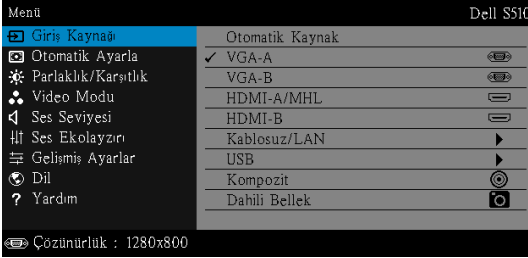 Menü
Dell S510
Giriş Kaynağı
Otomatik Ayarla
Parlaklık/Karşıtlık
Video Modu
Ses Seviyesi
Ses Ekolayzırı
Gelişmiş Ayarlar
Dil
? Yardım
Otomatik Kaynak
✓ VGA-A
VGA-B
HDMI-A/MHL
HDMI-B
Kablosuz/LAN
USB
Kompozit
Dahili Bellek
Çözünürlük : 1280x800